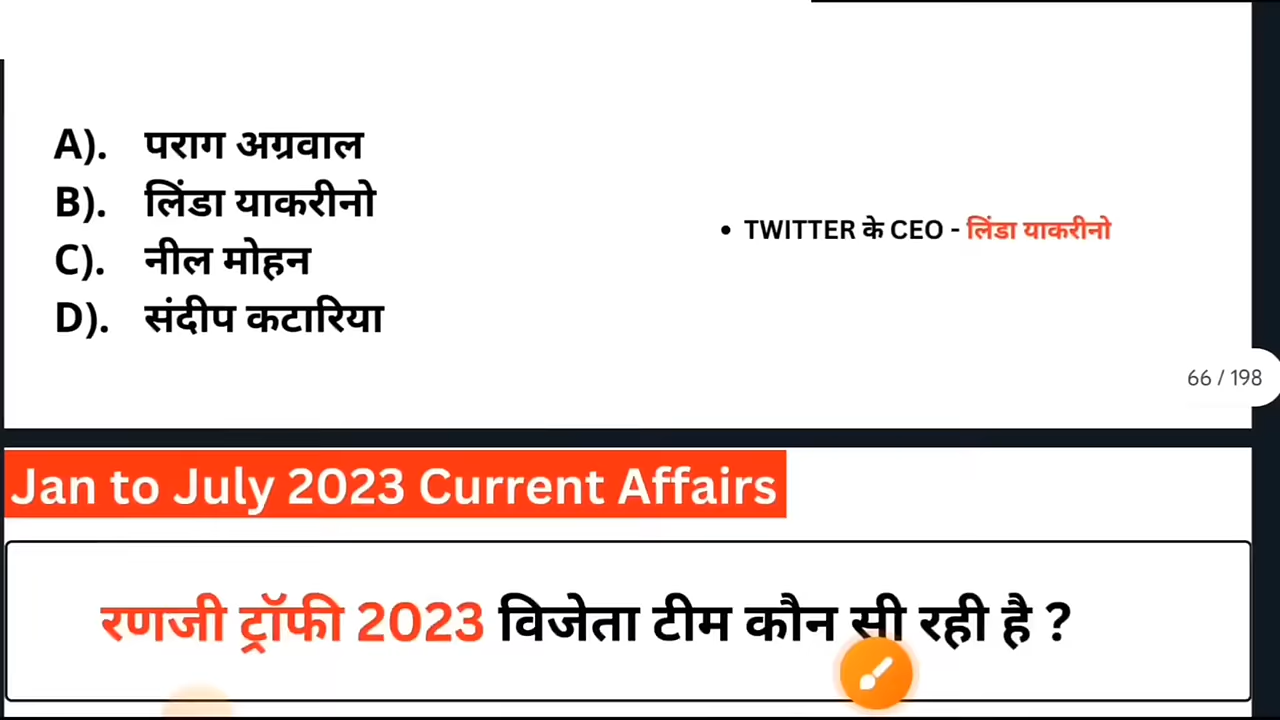 A). पराग अग्रवाल
B). लिंडा याकरीनो
C). नील मोहन
D). संदीप कटारिया
• TWITTER के CEO - लिंडा याकरीनो
66 / 198
Jan to July 2023 Current Affairs
रणजी ट्रॉफी 2023 विजेता टीम कौन सी रही है ?